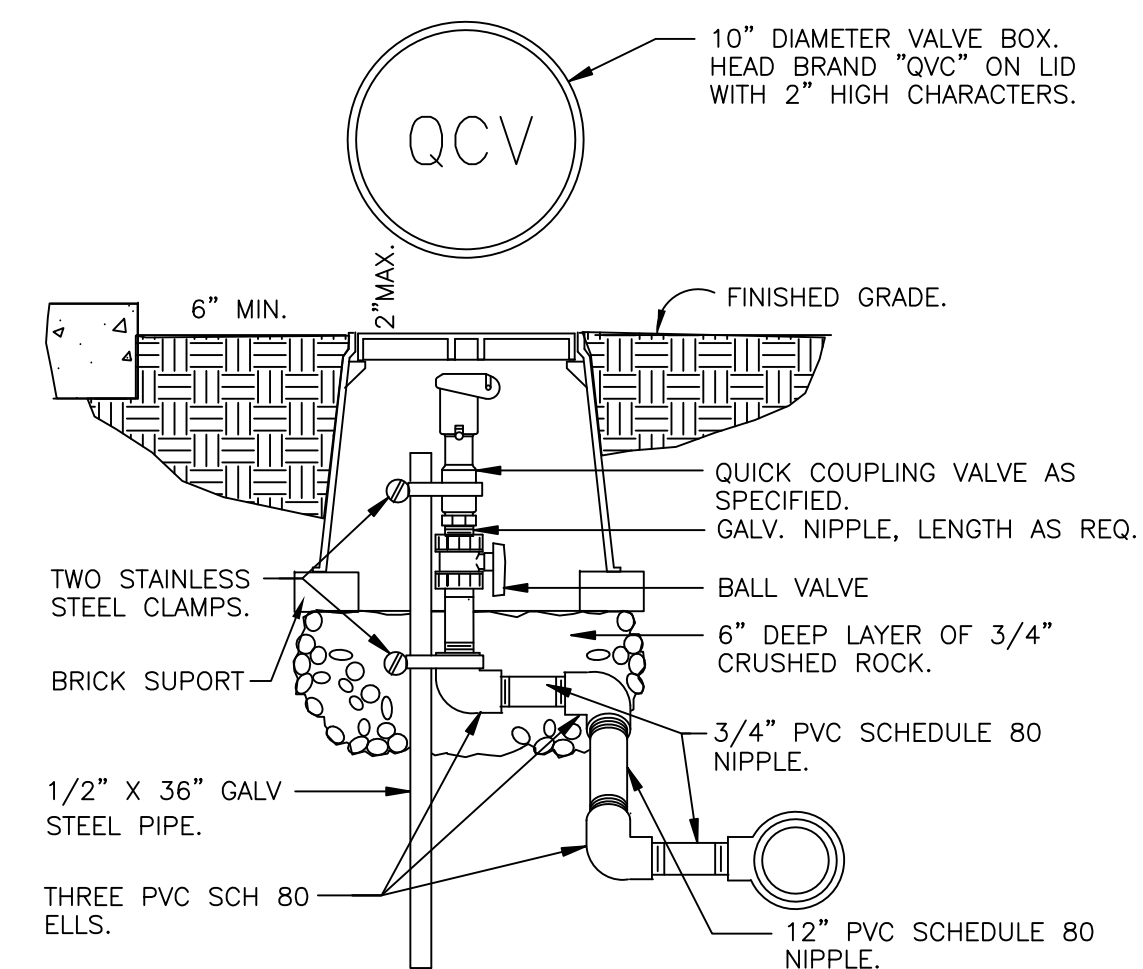 10” DIAMETER VALVE BOX.
HEAD BRAND ”QVC” ON LID
WITH 2” HIGH CHARACTERS.
QCV
2”MAX.
6” MIN.
FINISHED GRADE.
QUICK COUPLING VALVE AS
SPECIFIED.
GALV. NIPPLE, LENGTH AS REQ.
TWO STAINLESS
STEEL CLAMPS.
BALL VALVE
6” DEEP LAYER OF 3/4”
CRUSHED ROCK.
BRICK SUPORT
3/4” PVC SCHEDULE 80
NIPPLE.
1/2” X 36” GALV
STEEL PIPE.
THREE PVC SCH 80
ELLS.
12” PVC SCHEDULE 80
NIPPLE.